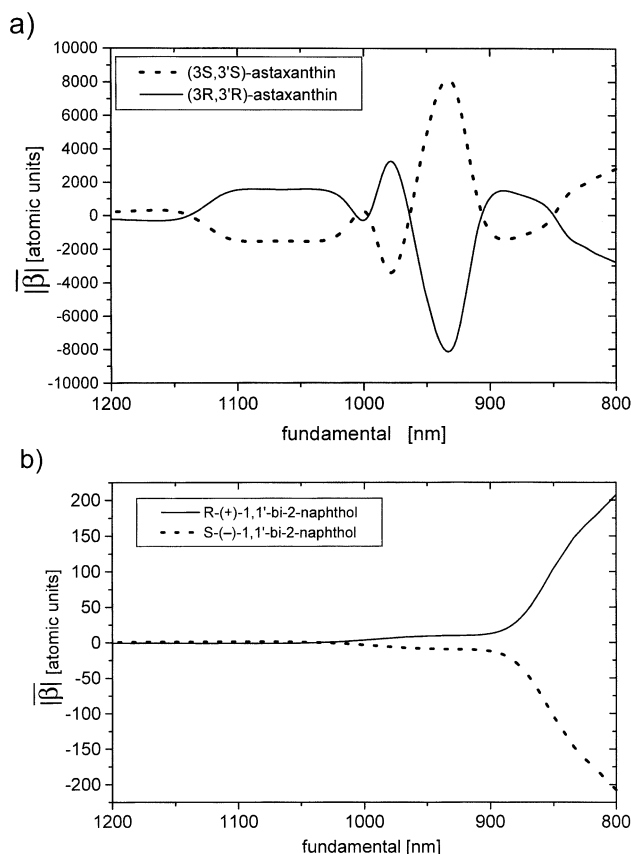 a)
(3S,3'S)-astaxanthin
(3R,3'R)-astaxanthin
|β| [atomic units]
10000
8000
6000
4000
2000
0
-2000
-4000
-6000
-8000
-10000
1200 1100 1000 900 800
fundamental [nm]
b)
R-(+)-1,1'-bi-2-naphthol
S-(–)-1,1'-bi-2-naphthol
|β| [atomic units]
200
150
100
50
0
-50
-100
-150
-200
1200 1100 1000 900 800
fundamental [nm]